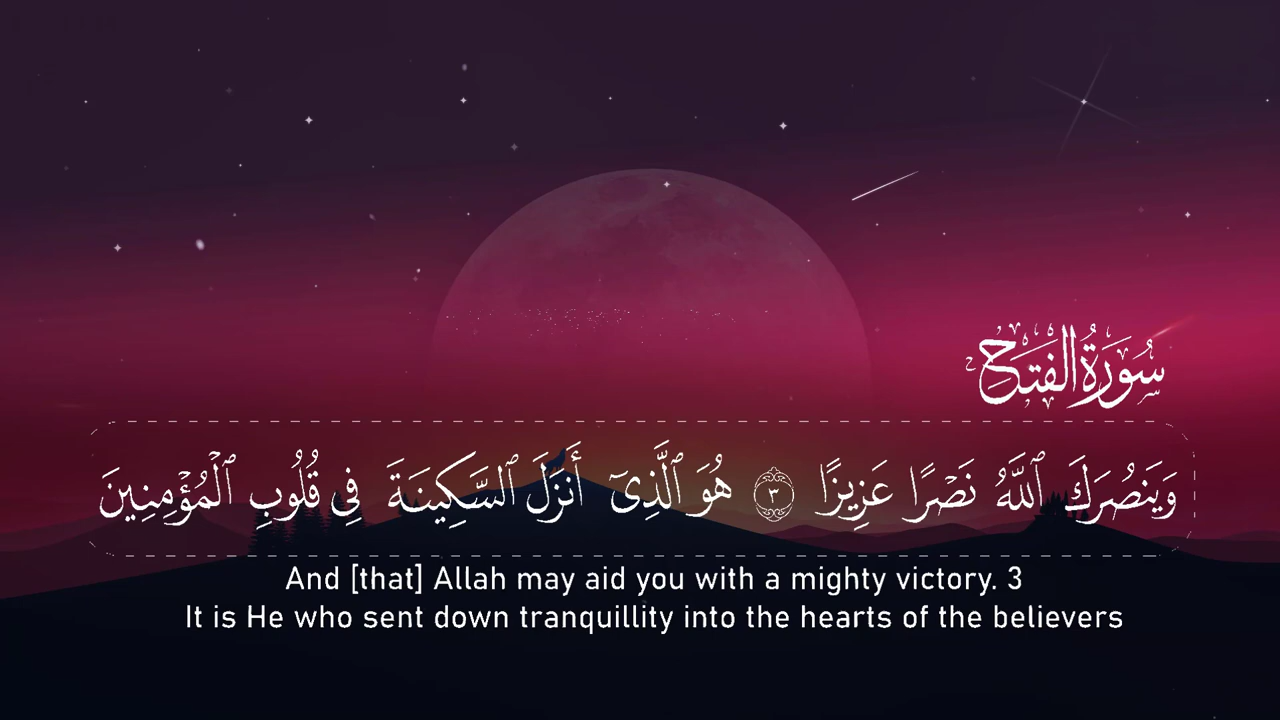 سُورَةُ الفَتْحِ
وَيَنصُرَكَ ٱللَّهُ نَصْرًا عَزِيزًا ٣ هُوَ ٱلَّذِىٓ أَنزَلَ ٱلسَّكِينَةَ فِى قُلُوبِ ٱلْمُؤْمِنِينَ
And [that] Allah may aid you with a mighty victory. 3
It is He who sent down tranquillity into the hearts of the believers